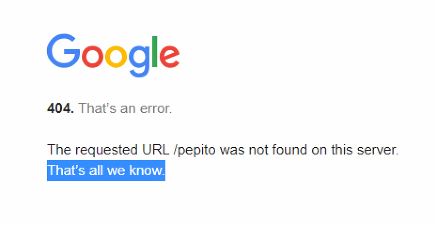 Google
404. That's an error.
The requested URL /pepito was not found on this server.
That's all we know.